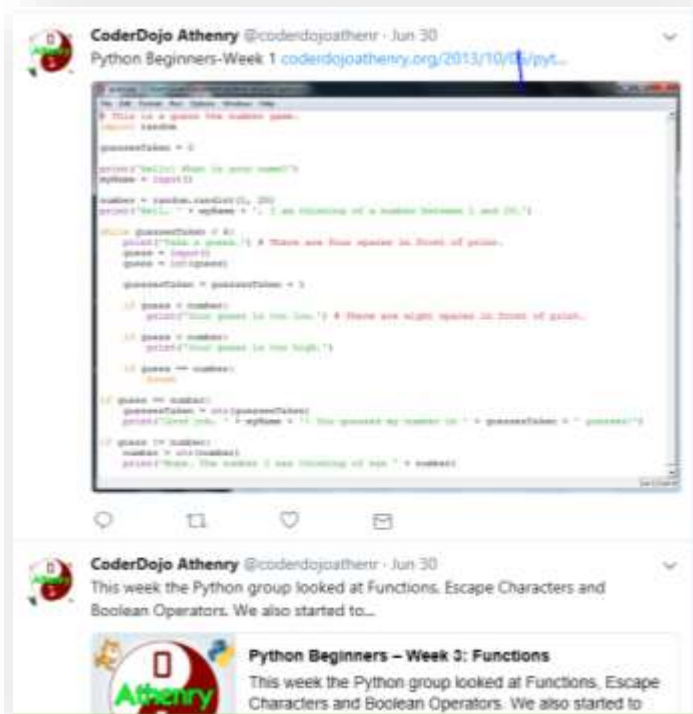 CoderDojo Athenry @coderdojoathenr · Jun 30
Python Beginners-Week 1 coderdojoathenry.org/2013/10/0 /pyt...
File Edit Format Run Options Windows Help
# This is a guess the number game.
import random
guessesTaken = 0
print('Hello! What is your name?')
myName = input()
number = random.randint(1, 20)
print('Well, ' + myName + ', I am thinking of a number between 1 and 20.')
while guessesTaken < 6:
print('Take a guess.') # There are four spaces in front of print.
guess = input()
guess = int(guess)
guessesTaken = guessesTaken + 1
if guess < number:
print('Your guess is too low.') # There are eight spaces in front of print.
if guess > number:
print('Your guess is too high.')
if guess == number:
break
if guess == number:
guessesTaken = str(guessesTaken)
print('Good job, ' + myName + '! You guessed my number in ' + guessesTaken + ' guesses!')
if guess != number:
number = str(number)
print('Nope. The number I was thinking of was ' + number)
CoderDojo Athenry @coderdojoathenr · Jun 30
This week the Python group looked at Functions, Escape Characters and
Boolean Operators. We also started to...
Athenry
Python Beginners – Week 3: Functions
This week the Python group looked at Functions, Escape
Characters and Boolean Operators. We also started to